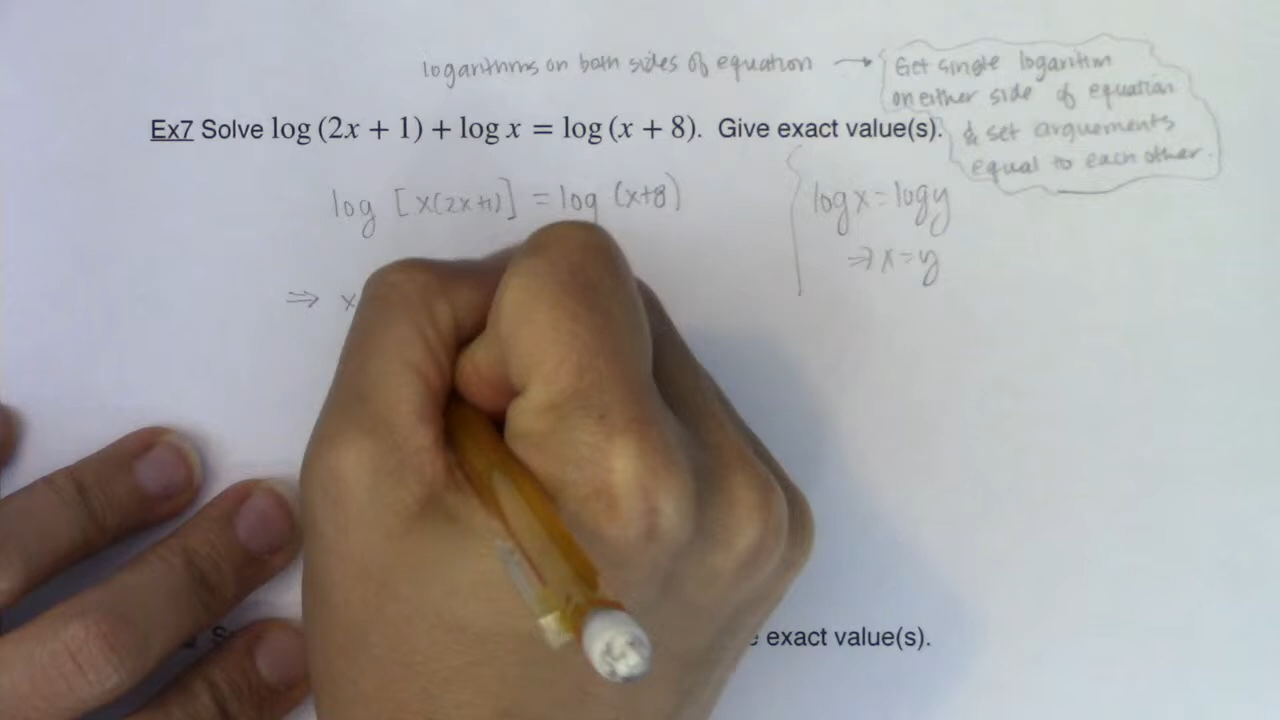 logarithms on both sides of equation → Get single logarithm
on either side of equation
& set arguements
equal to each other.
Ex7 Solve log (2x + 1) + log x = log (x + 8). Give exact value(s).
log [x(2x+1)] = log (x+8)
⇒ x
log x = log y
⇒ x = y
exact value(s).